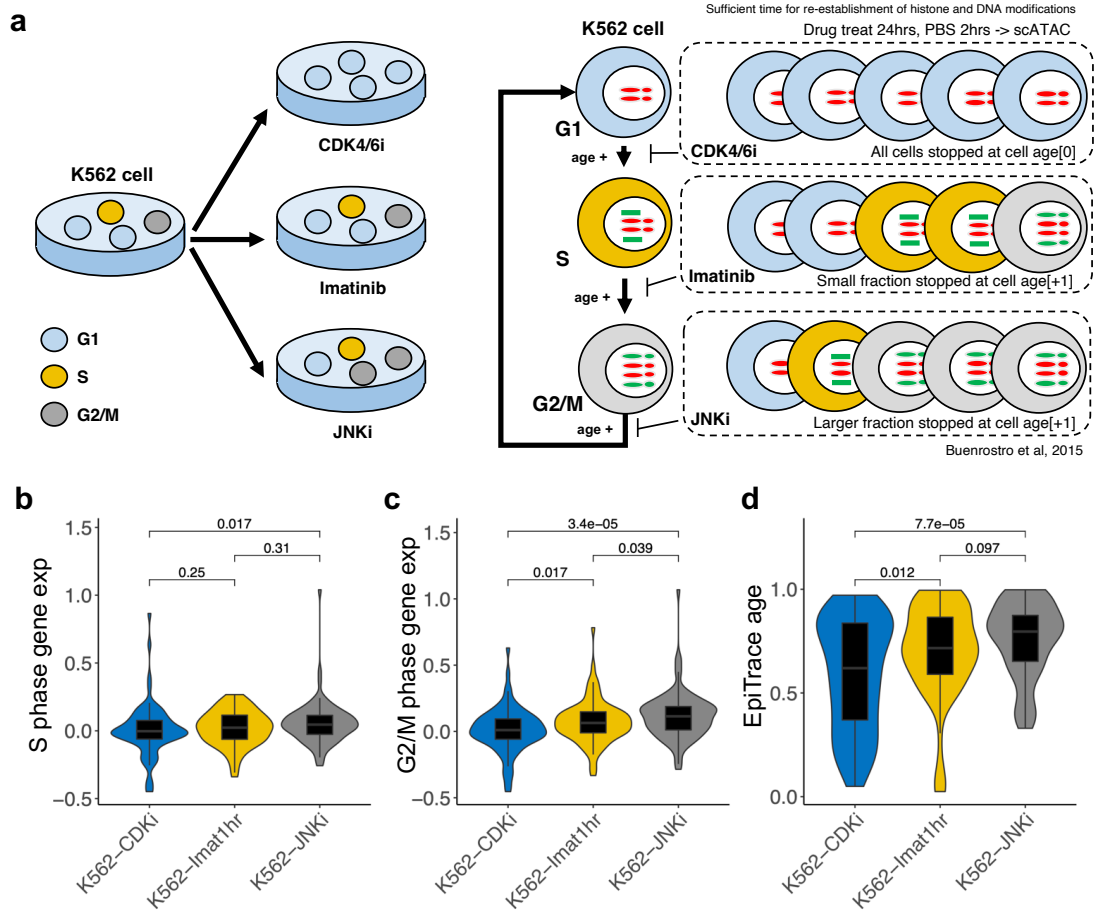 a
K562 cell
CDK4/6i
Imatinib
JNKi
G1
S
G2/M
Sufficient time for re-establishment of histone and DNA modifications
Drug treat 24hrs, PBS 2hrs -> scATAC
K562 cell
G1
age +
CDK4/6i
All cells stopped at cell age[0]
S
age +
Imatinib
Small fraction stopped at cell age[+1]
G2/M
age +
JNKi
Larger fraction stopped at cell age[+1]
Buenrostro et al, 2015
b
S phase gene exp
1.5
1.0
0.5
0.0
−0.5
0.017
0.31
0.25
K562−CDKi
K562−Imat1hr
K562−JNKi
c
G2/M phase gene exp
1.5
1.0
0.5
0.0
−0.5
3.4e−05
0.039
0.017
K562−CDKi
K562−Imat1hr
K562−JNKi
d
EpiTrace age
1.0
0.5
0.0
7.7e−05
0.097
0.012
K562−CDKi
K562−Imat1hr
K562−JNKi